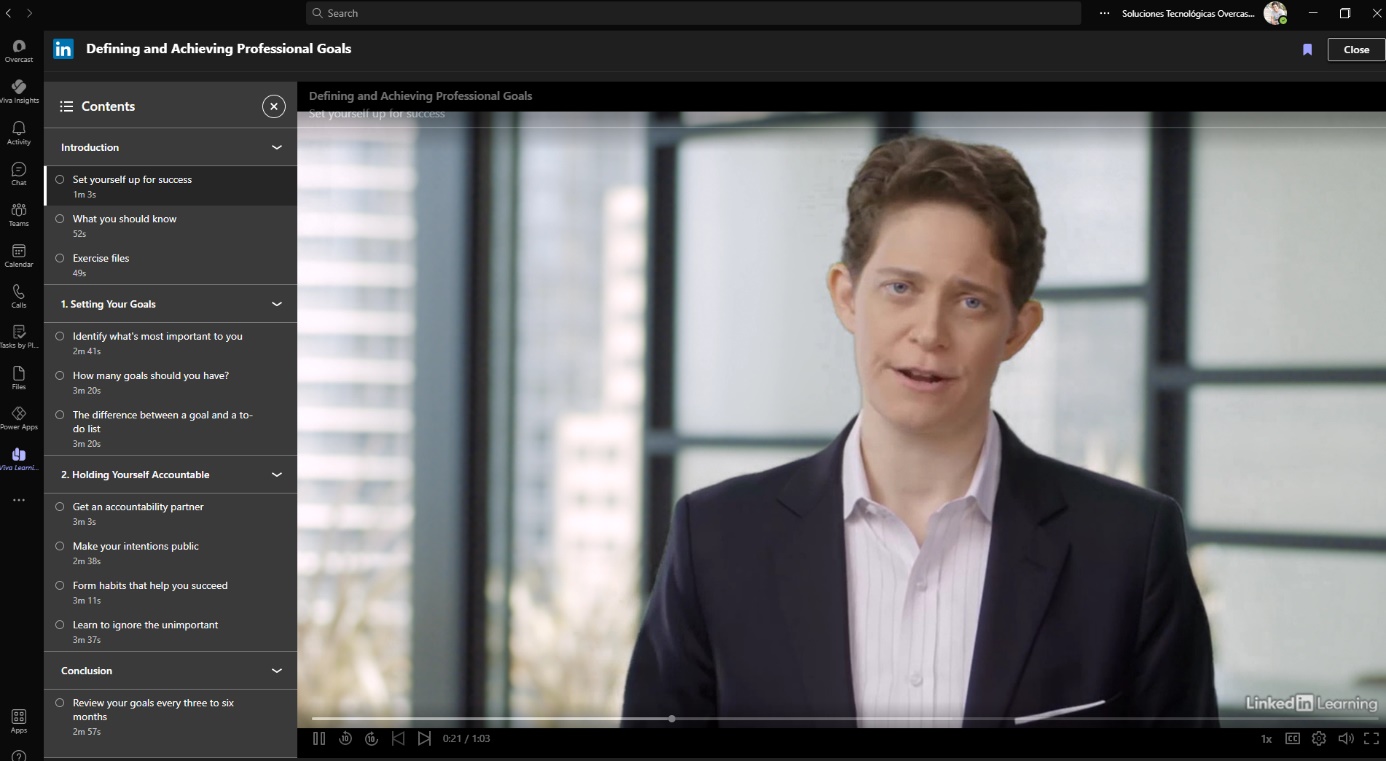 Search
Soluciones Tecnológicas Overcas...
in
Defining and Achieving Professional Goals
Close
Overcast
Viva Insights
Activity
Chat
Teams
Calendar
Calls
Tasks by Pl...
Files
Power Apps
Viva Learni...
Apps
Contents
Introduction
Set yourself up for success
1m 3s
What you should know
52s
Exercise files
49s
1. Setting Your Goals
Identify what's most important to you
2m 41s
How many goals should you have?
3m 20s
The difference between a goal and a to-
do list
3m 20s
2. Holding Yourself Accountable
Get an accountability partner
3m 3s
Make your intentions public
2m 38s
Form habits that help you succeed
3m 11s
Learn to ignore the unimportant
3m 37s
Conclusion
Review your goals every three to six
months
2m 57s
Defining and Achieving Professional Goals
Set yourself up for success
Linked in Learning
10
10
0:21 / 1:03
1x
CC